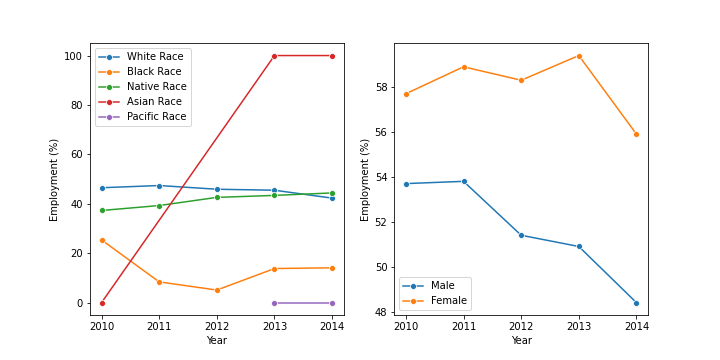 100
80
60
40
20
0
Employment (%)
2010 2011 2012 2013 2014
Year
White Race
Black Race
Native Race
Asian Race
Pacific Race
58
56
54
52
50
48
Employment (%)
2010 2011 2012 2013 2014
Year
Male
Female